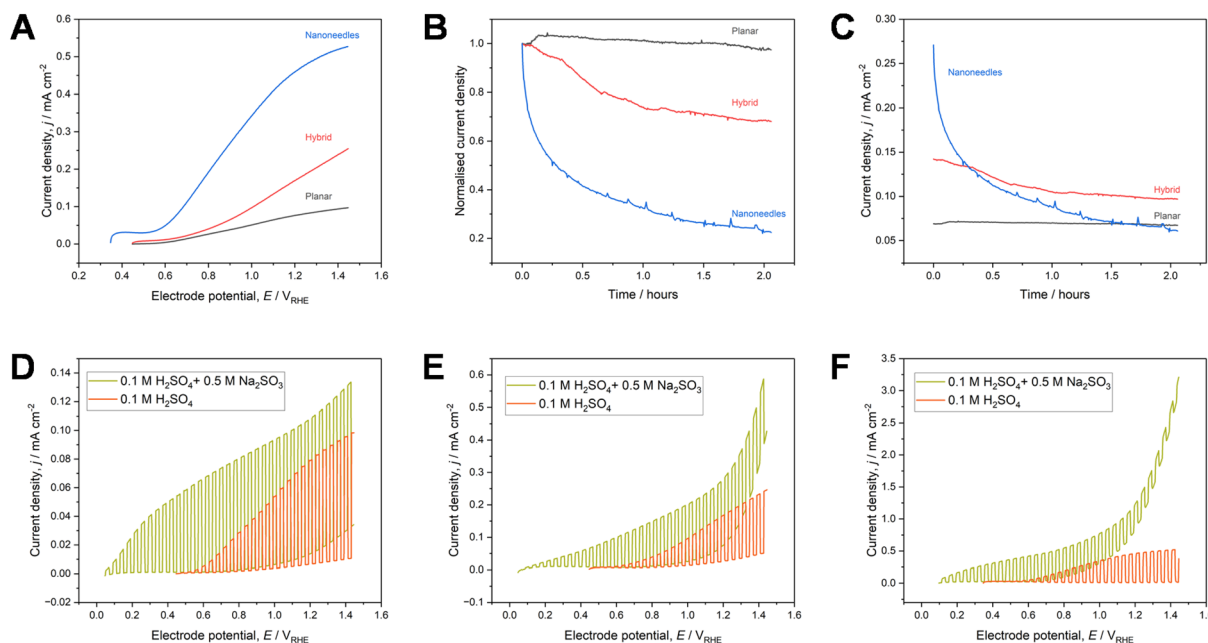 A
Current density, j / mA cm⁻²
0.6
0.5
0.4
0.3
0.2
0.1
0.0
Nanoneedles
Hybrid
Planar
0.2 0.4 0.6 0.8 1.0 1.2 1.4 1.6
Electrode potential, E / V_RHE
B
Normalised current density
1.0
0.8
0.6
0.4
0.2
Planar
Hybrid
Nanoneedles
0.0 0.5 1.0 1.5 2.0
Time / hours
C
Current density, j / mA cm⁻²
0.30
0.25
0.20
0.15
0.10
0.05
Nanoneedles
Hybrid
Planar
0.0 0.5 1.0 1.5 2.0
Time / hours
D
Current density, j / mA cm⁻²
0.14
0.12
0.10
0.08
0.06
0.04
0.02
0.00
−0.02
0.1 M H₂SO₄+ 0.5 M Na₂SO₃
0.1 M H₂SO₄
0.0 0.2 0.4 0.6 0.8 1.0 1.2 1.4 1.6
Electrode potential, E / V_RHE
E
Current density, j / mA cm⁻²
0.6
0.5
0.4
0.3
0.2
0.1
0.0
−0.1
0.1 M H₂SO₄+ 0.5 M Na₂SO₃
0.1 M H₂SO₄
0.0 0.2 0.4 0.6 0.8 1.0 1.2 1.4 1.6
Electrode potential, E / V_RHE
F
Current density, j / mA cm⁻²
3.5
3.0
2.5
2.0
1.5
1.0
0.5
0.0
0.1 M H₂SO₄+ 0.5 M Na₂SO₃
0.1 M H₂SO₄
0.0 0.2 0.4 0.6 0.8 1.0 1.2 1.4 1.6
Electrode potential, E / V_RHE